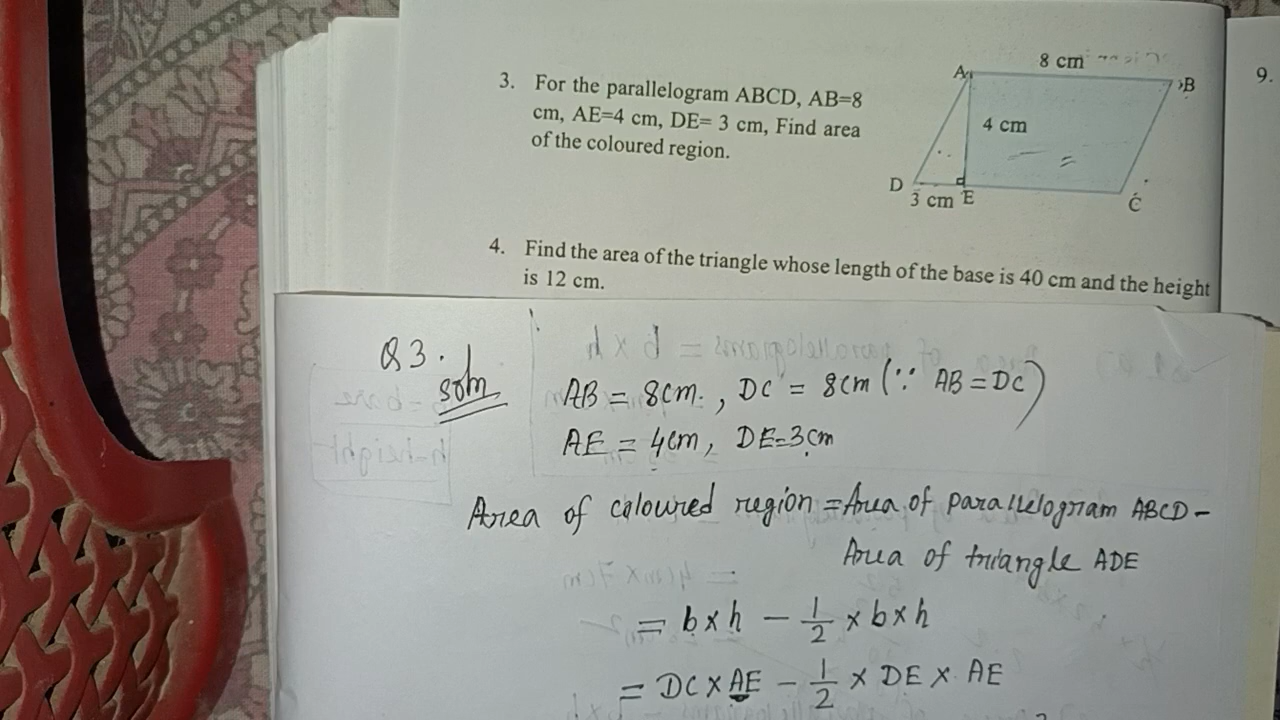 8 cm
9.
A
B
3. For the parallelogram ABCD, AB=8
cm, AE=4 cm, DE= 3 cm, Find area
of the coloured region.
4 cm
D
3 cm E
C
4. Find the area of the triangle whose length of the base is 40 cm and the height
is 12 cm.
Q3.
Soln
AB = 8cm., DC = 8cm (∵ AB = DC)
AE = 4cm, DE=3cm
Area of coloured region = Area of parallelogram ABCD -
Area of triangle ADE
= b×h - 1/2 × b×h
= DC × AE - 1/2 × DE × AE